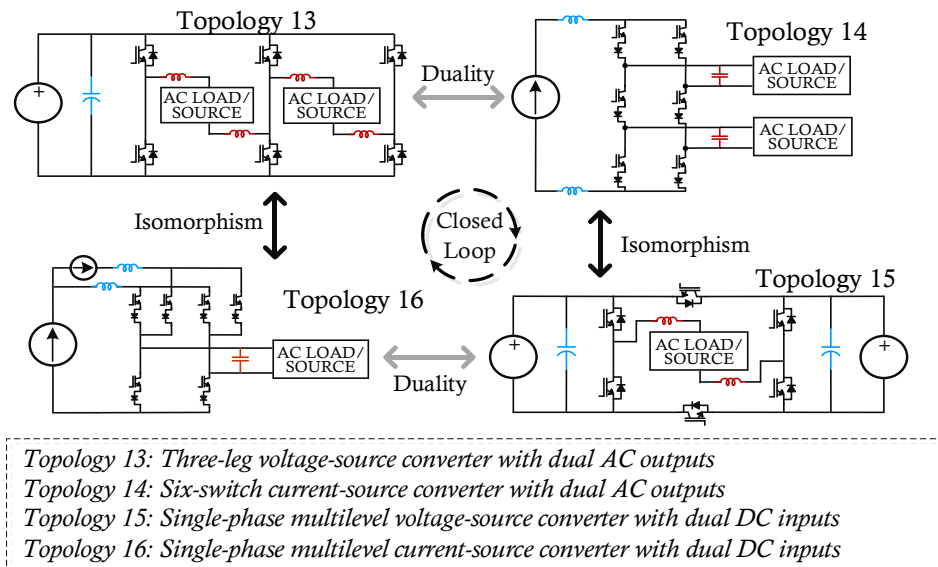 Topology 13
Topology 14
Duality
AC LOAD/
SOURCE
AC LOAD/
SOURCE
AC LOAD/
SOURCE
AC LOAD/
SOURCE
+
Isomorphism
Closed
Loop
Isomorphism
Topology 16
Topology 15
AC LOAD/
SOURCE
Duality
+
AC LOAD/
SOURCE
+
Topology 13: Three-leg voltage-source converter with dual AC outputs
Topology 14: Six-switch current-source converter with dual AC outputs
Topology 15: Single-phase multilevel voltage-source converter with dual DC inputs
Topology 16: Single-phase multilevel current-source converter with dual DC inputs